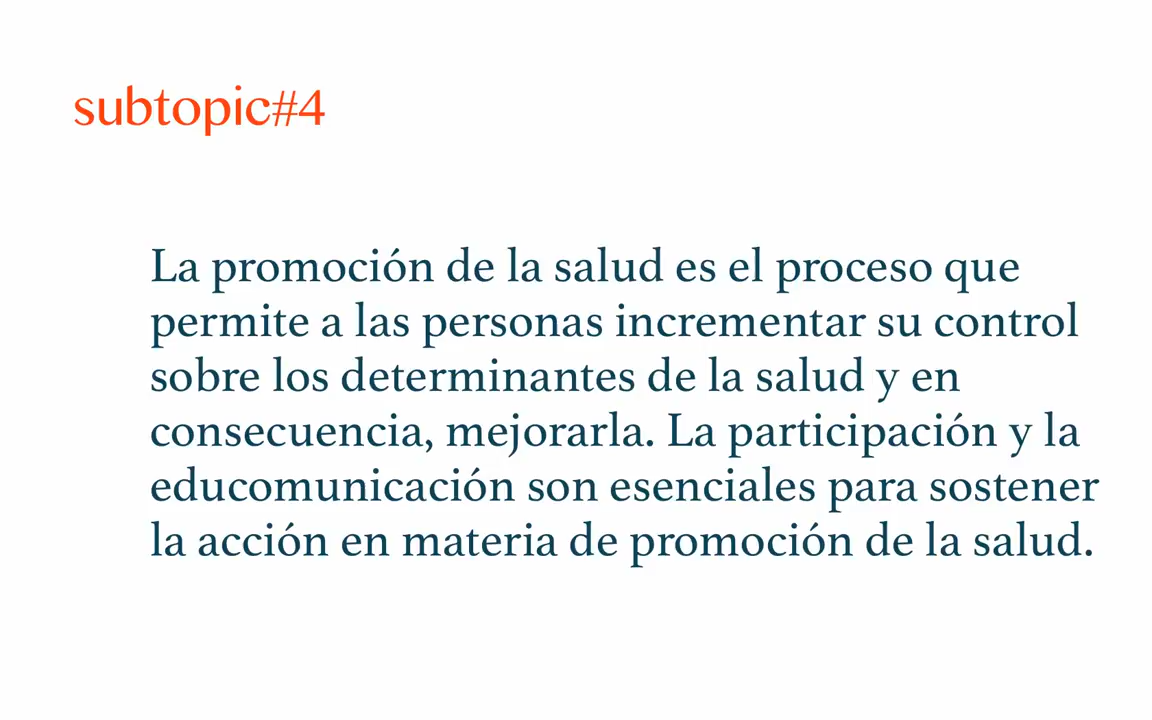 subtopic#4
La promoción de la salud es el proceso que
permite a las personas incrementar su control
sobre los determinantes de la salud y en
consecuencia, mejorarla. La participación y la
educomunicación son esenciales para sostener
la acción en materia de promoción de la salud.